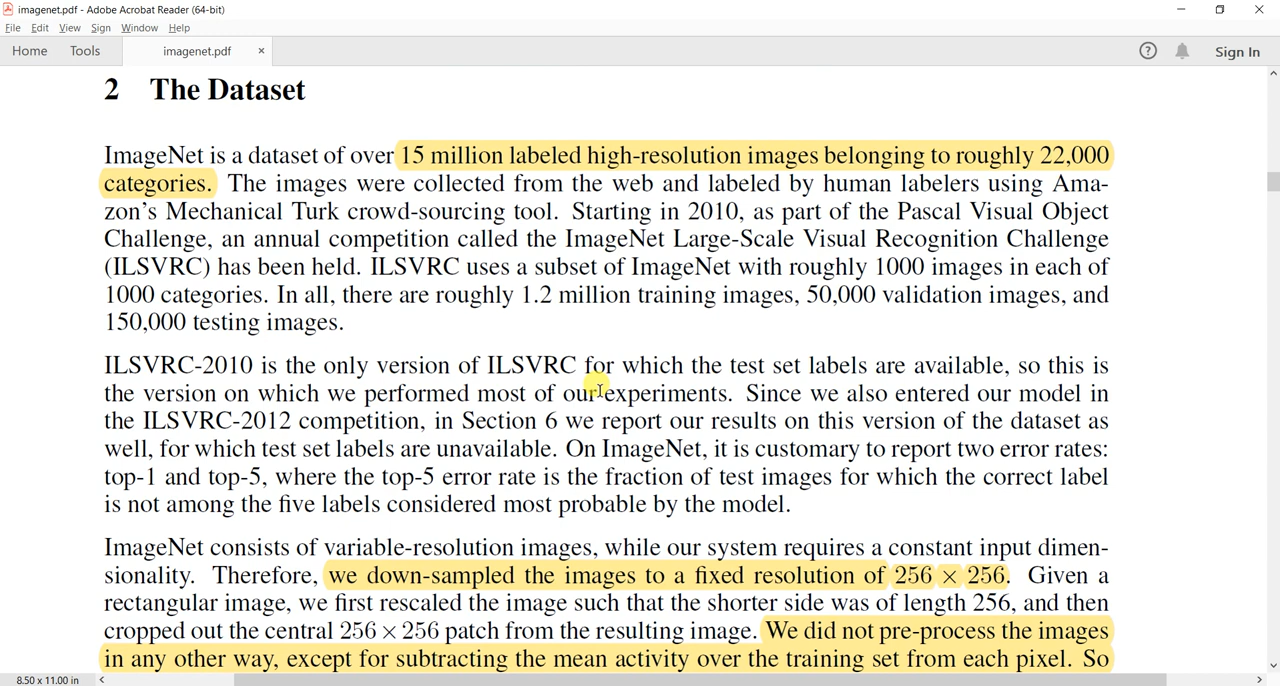 imagenet.pdf - Adobe Acrobat Reader (64-bit)
File Edit View Sign Window Help
Home Tools imagenet.pdf × ? Sign In
2 The Dataset
ImageNet is a dataset of over 15 million labeled high-resolution images belonging to roughly 22,000
categories. The images were collected from the web and labeled by human labelers using Ama-
zon’s Mechanical Turk crowd-sourcing tool. Starting in 2010, as part of the Pascal Visual Object
Challenge, an annual competition called the ImageNet Large-Scale Visual Recognition Challenge
(ILSVRC) has been held. ILSVRC uses a subset of ImageNet with roughly 1000 images in each of
1000 categories. In all, there are roughly 1.2 million training images, 50,000 validation images, and
150,000 testing images.
ILSVRC-2010 is the only version of ILSVRC for which the test set labels are available, so this is
the version on which we performed most of our experiments. Since we also entered our model in
the ILSVRC-2012 competition, in Section 6 we report our results on this version of the dataset as
well, for which test set labels are unavailable. On ImageNet, it is customary to report two error rates:
top-1 and top-5, where the top-5 error rate is the fraction of test images for which the correct label
is not among the five labels considered most probable by the model.
ImageNet consists of variable-resolution images, while our system requires a constant input dimen-
sionality. Therefore, we down-sampled the images to a fixed resolution of 256 × 256. Given a
rectangular image, we first rescaled the image such that the shorter side was of length 256, and then
cropped out the central 256 × 256 patch from the resulting image. We did not pre-process the images
in any other way, except for subtracting the mean activity over the training set from each pixel. So
8.50 x 11.00 in